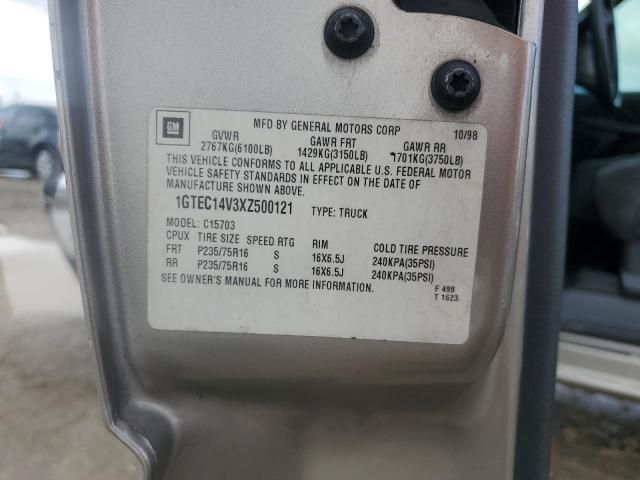 GM
MFD BY GENERAL MOTORS CORP 10/98
GVWR GAWR FRT GAWR RR
2767KG(6100LB) 1429KG(3150LB) 1701KG(3750LB)
THIS VEHICLE CONFORMS TO ALL APPLICABLE U.S. FEDERAL MOTOR
VEHICLE SAFETY STANDARDS IN EFFECT ON THE DATE OF
MANUFACTURE SHOWN ABOVE.
1GTEC14V3XZ500121 TYPE: TRUCK
MODEL: C15703
CPUX TIRE SIZE SPEED RTG RIM COLD TIRE PRESSURE
FRT P235/75R16 S 16X6.5J 240KPA(35PSI)
RR P235/75R16 S 16X6.5J 240KPA(35PSI)
SEE OWNER'S MANUAL FOR MORE INFORMATION.
F 499
T 1623